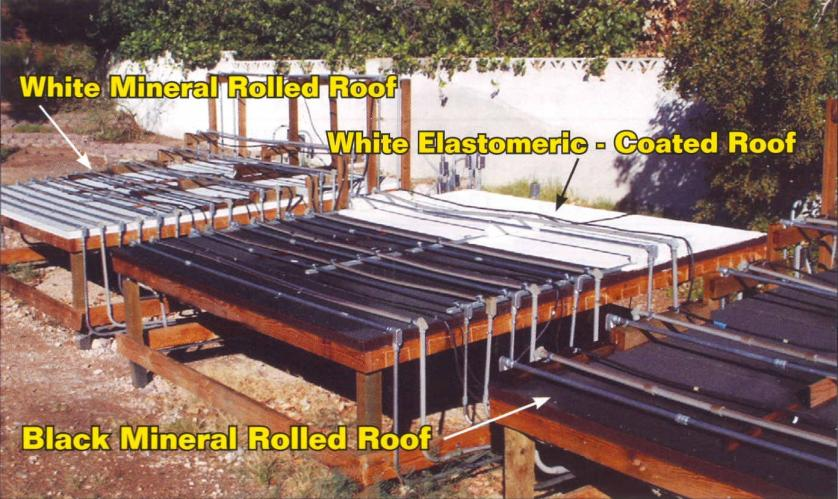 White Mineral Rolled Roof
White Elastomeric - Coated Roof
Black Mineral Rolled Roof